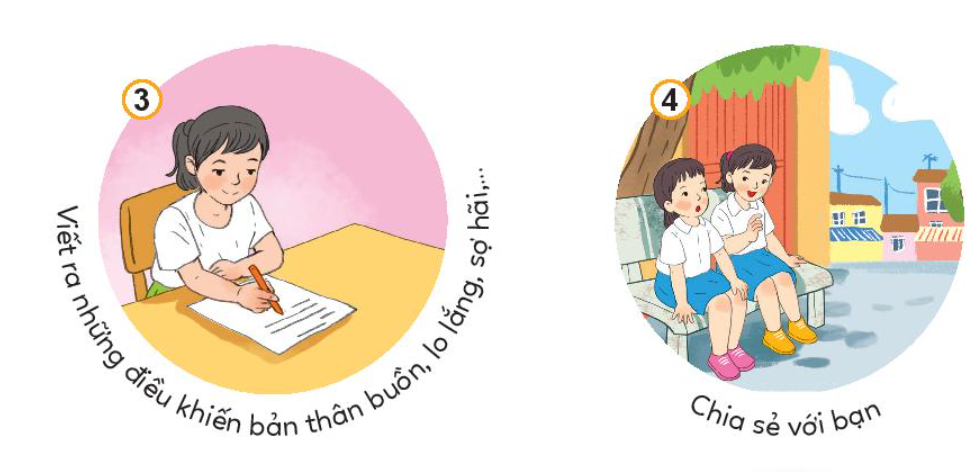 3
Viết ra những điều khiến bản thân buồn, lo lắng, sợ hãi,...
4
Chia sẻ với bạn